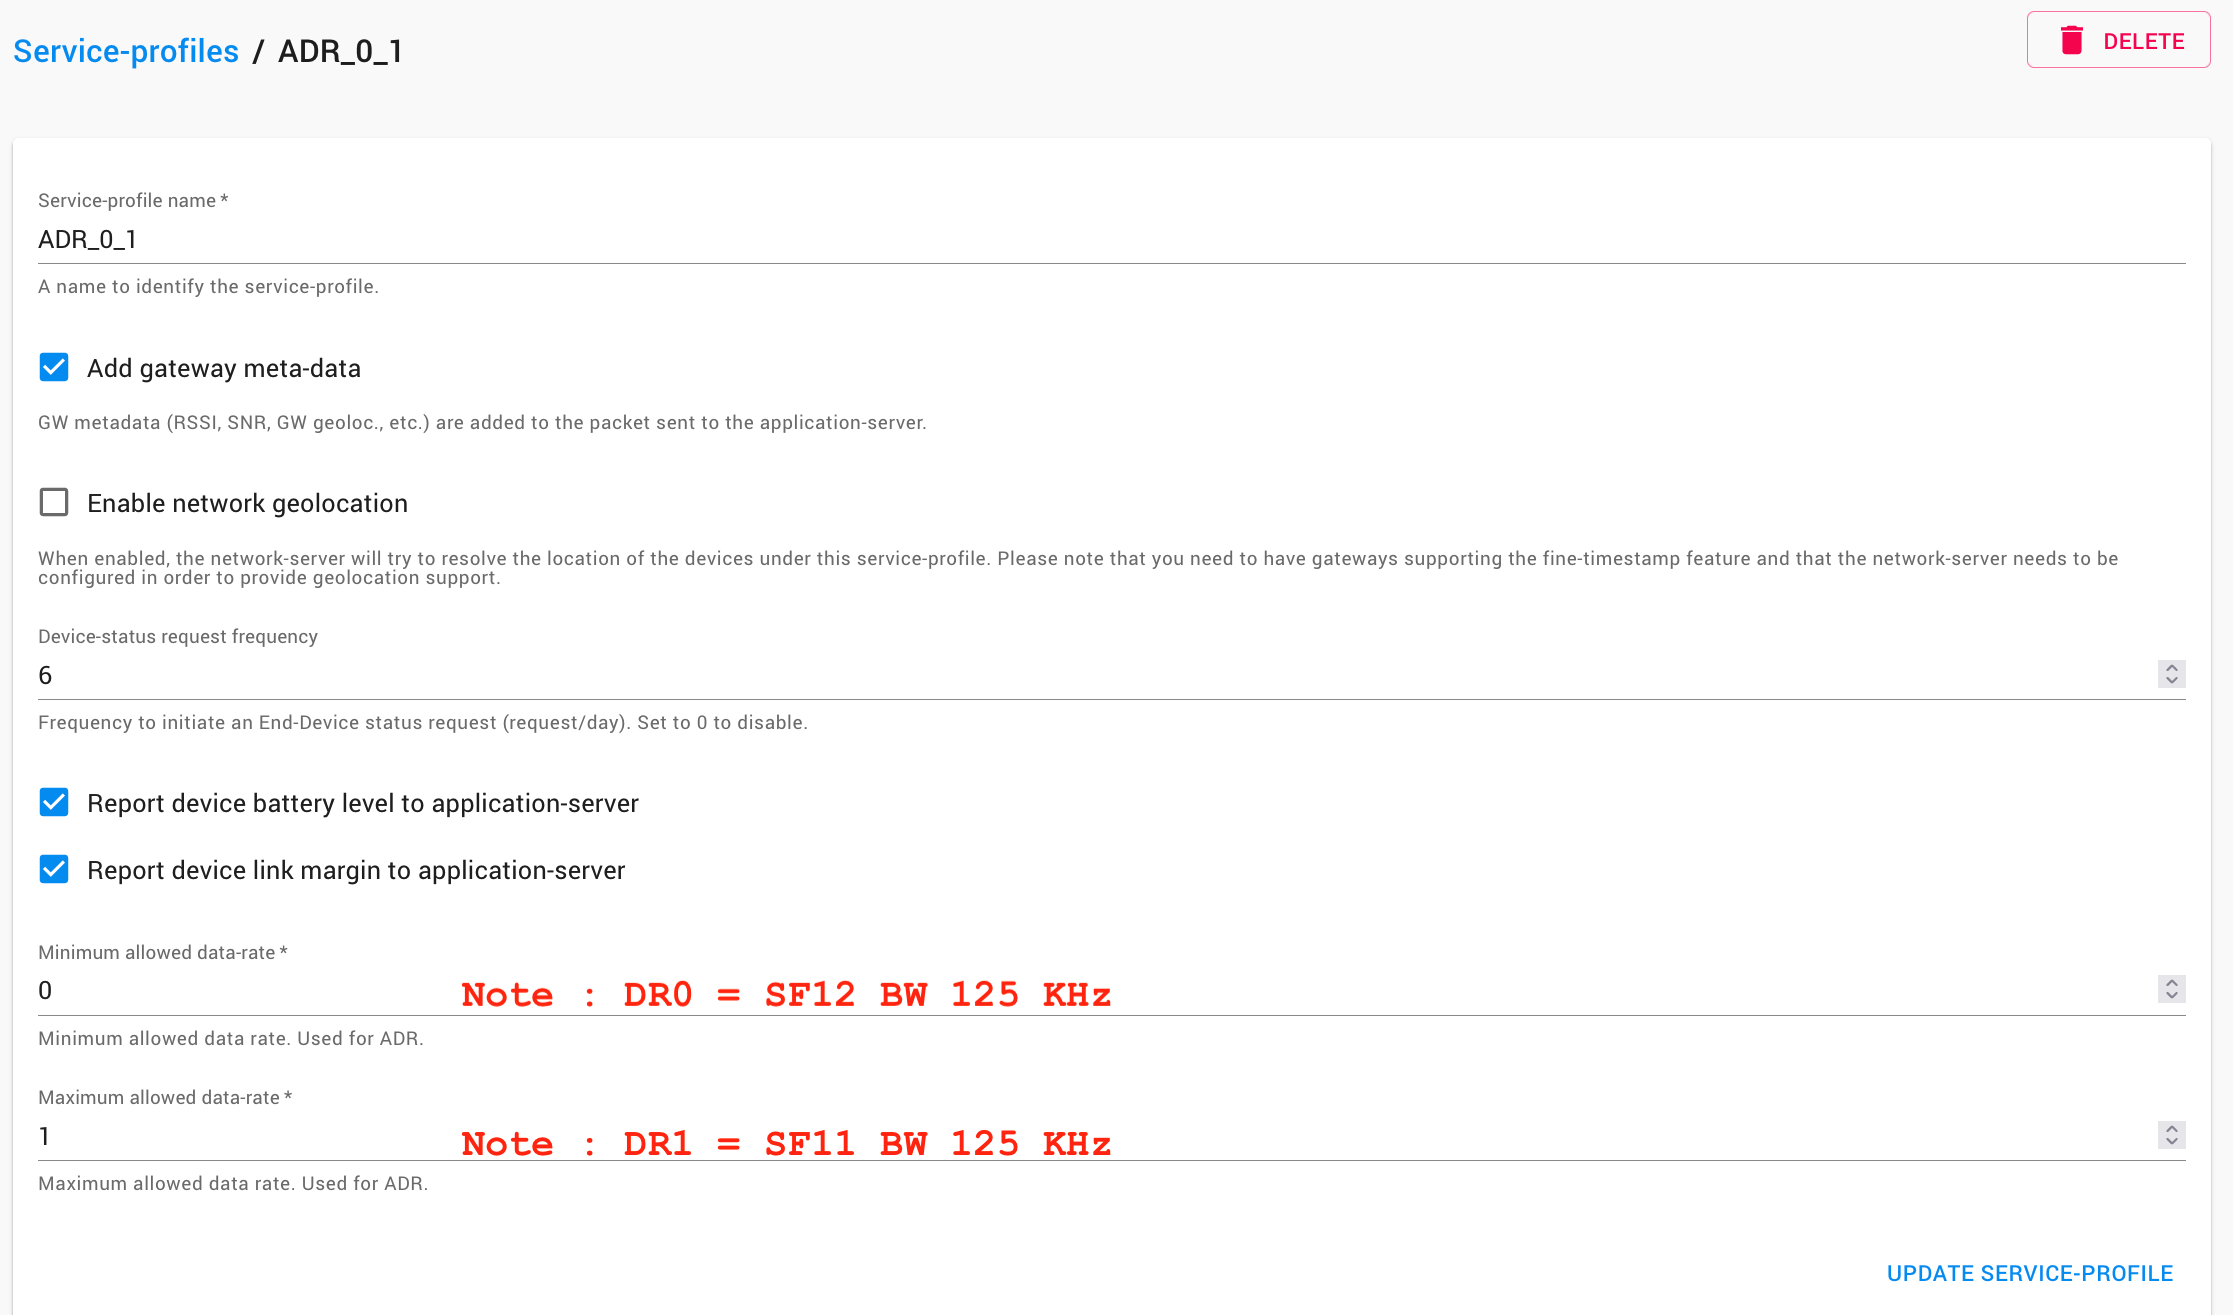 Service-profiles / ADR_0_1
DELETE
Service-profile name *
ADR_0_1
A name to identify the service-profile.
Add gateway meta-data
GW metadata (RSSI, SNR, GW geoloc., etc.) are added to the packet sent to the application-server.
Enable network geolocation
When enabled, the network-server will try to resolve the location of the devices under this service-profile. Please note that you need to have gateways supporting the fine-timestamp feature and that the network-server needs to be
configured in order to provide geolocation support.
Device-status request frequency
6
Frequency to initiate an End-Device status request (request/day). Set to 0 to disable.
Report device battery level to application-server
Report device link margin to application-server
Minimum allowed data-rate *
0 Note : DR0 = SF12 BW 125 KHz
Minimum allowed data rate. Used for ADR.
Maximum allowed data-rate *
1 Note : DR1 = SF11 BW 125 KHz
Maximum allowed data rate. Used for ADR.
UPDATE SERVICE-PROFILE